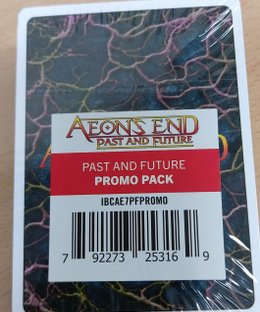 AEON'S END
PAST AND FUTURE
PAST AND FUTURE
PROMO PACK
IBCAE7PFPROMO
7 92273 25316 9